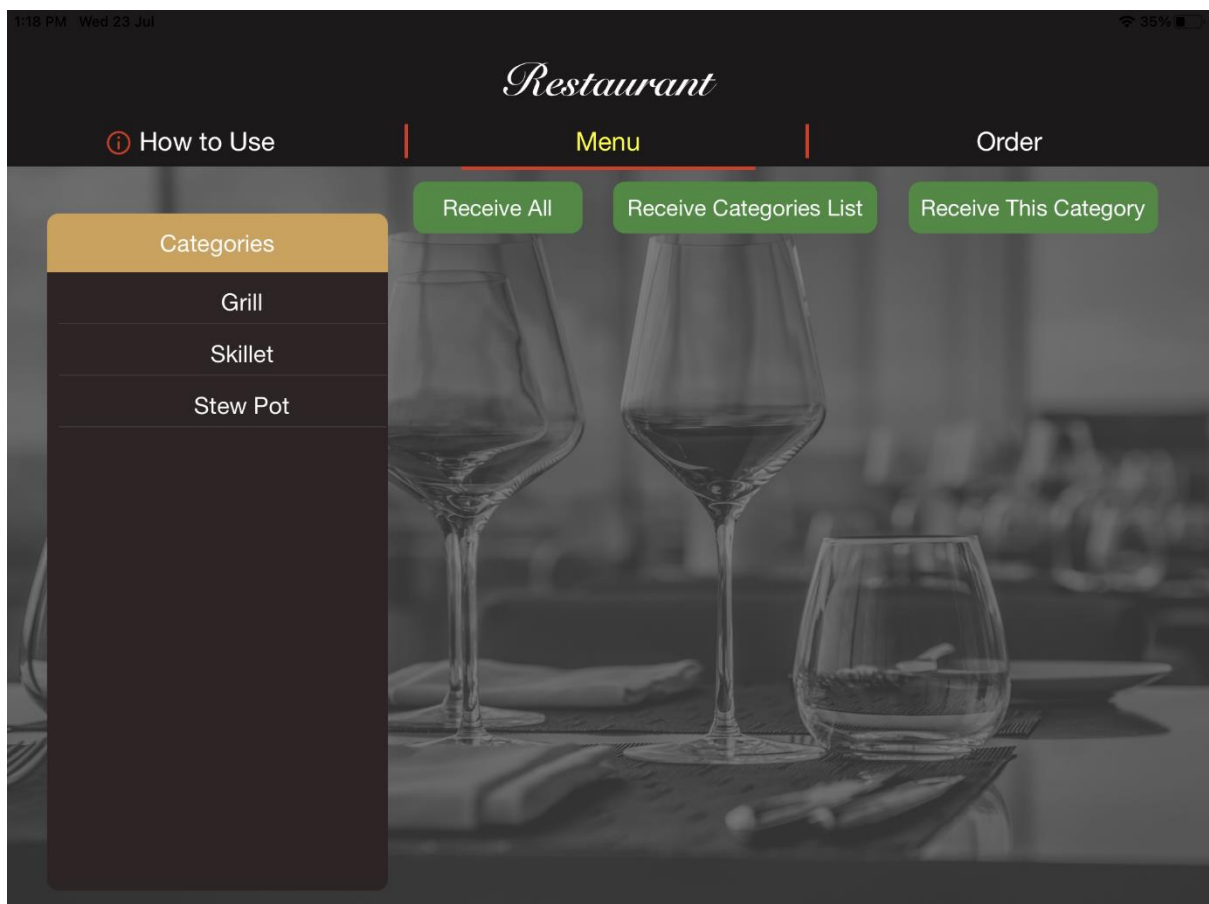 1:18 PM Wed 23 Jul
35%
Restaurant
How to Use
Menu
Order
Receive All
Receive Categories List
Receive This Category
Categories
Grill
Skillet
Stew Pot